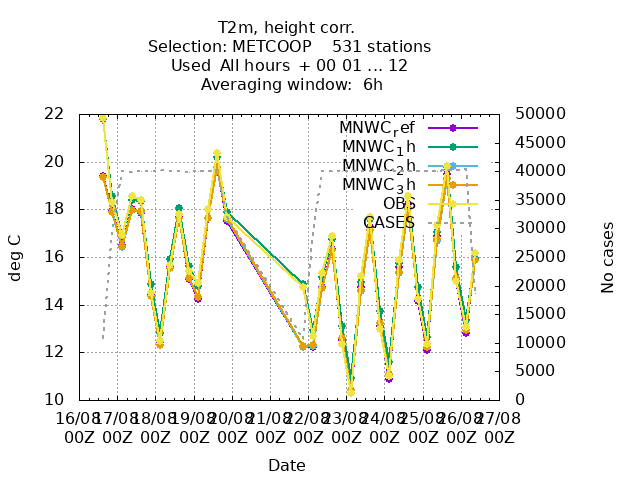 T2m, height corr.
Selection: METCOOP 531 stations
Used All hours + 00 01 ... 12
Averaging window: 6h
22
20
18
16
14
12
10
deg C
50000
45000
40000
35000
30000
25000
20000
15000
10000
5000
0
No cases
MNWCref
MNWC1h
MNWC2h
MNWC3h
OBS
CASES
16/08 17/08 18/08 19/08 20/08 21/08 22/08 23/08 24/08 25/08 26/08 27/08
00Z 00Z 00Z 00Z 00Z 00Z 00Z 00Z 00Z 00Z 00Z 00Z
Date